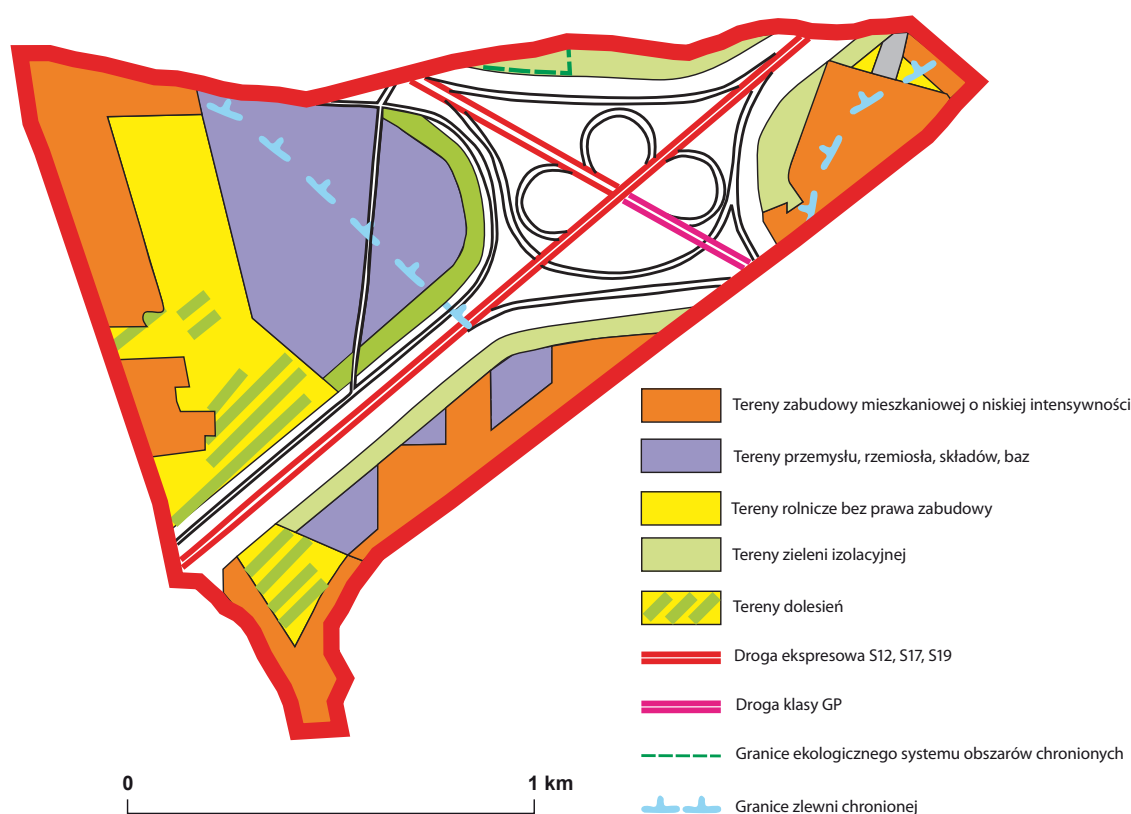 Tereny zabudowy mieszkaniowej o niskiej intensywności
Tereny przemysłu, rzemiosła, składów, baz
Tereny rolnicze bez prawa zabudowy
Tereny zieleni izolacyjnej
Tereny dolesień
Droga ekspresowa S12, S17, S19
Droga klasy GP
Granice ekologicznego systemu obszarów chronionych
Granice zlewni chronionej
0 1 km